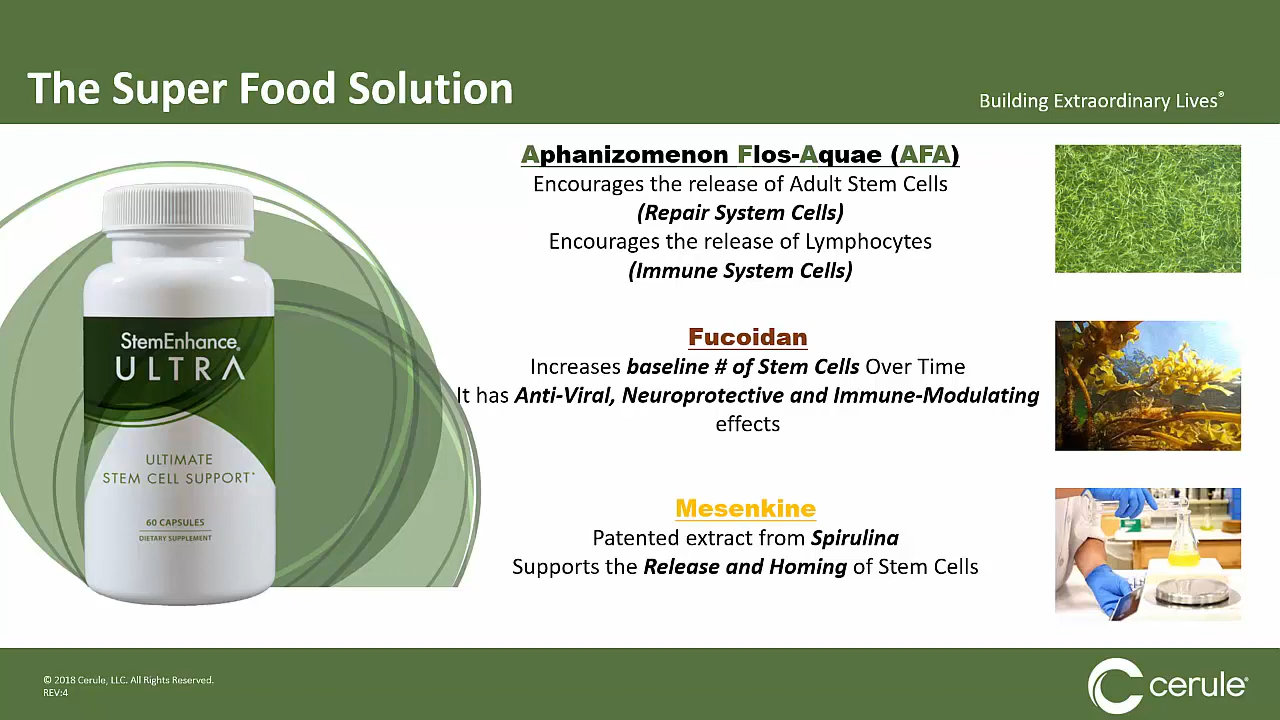 The Super Food Solution
Building Extraordinary Lives®
Aphanizomenon Flos-Aquae (AFA)
Encourages the release of Adult Stem Cells
(Repair System Cells)
Encourages the release of Lymphocytes
(Immune System Cells)
StemEnhance®
ULTRA
ULTIMATE
STEM CELL SUPPORT*
60 CAPSULES
DIETARY SUPPLEMENT
Fucoidan
Increases baseline # of Stem Cells Over Time
It has Anti-Viral, Neuroprotective and Immune-Modulating
effects
Mesenkine
Patented extract from Spirulina
Supports the Release and Homing of Stem Cells
© 2018 Cerule, LLC. All Rights Reserved.
REV:4
cerule®